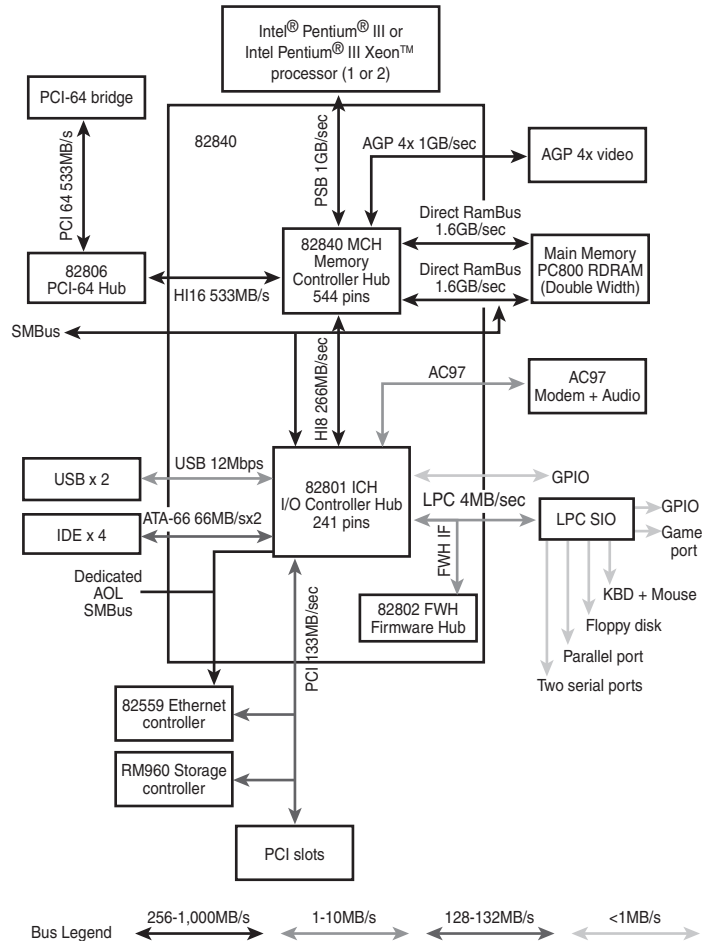 Intel® Pentium® III or
Intel Pentium® III Xeon™
processor (1 or 2)
PCI-64 bridge
82840
PSB 1GB/sec
AGP 4x 1GB/sec
AGP 4x video
PCI 64 533MB/s
Direct RamBus
1.6GB/sec
82840 MCH
Memory
Controller Hub
544 pins
Main Memory
PC800 RDRAM
(Double Width)
82806
PCI-64 Hub
HI16 533MB/s
Direct RamBus
1.6GB/sec
SMBus
HI8 266MB/sec
AC97
AC97
Modem + Audio
USB x 2
USB 12Mbps
82801 ICH
I/O Controller Hub
241 pins
GPIO
LPC 4MB/sec
IDE x 4
ATA-66 66MB/sx2
LPC SIO
GPIO
Game
port
FWH IF
Dedicated
AOL
SMBus
KBD + Mouse
82802 FWH
Firmware Hub
Floppy disk
PCI 133MB/sec
Parallel port
Two serial ports
82559 Ethernet
controller
RM960 Storage
controller
PCI slots
Bus Legend
256-1,000MB/s
1-10MB/s
128-132MB/s
<1MB/s